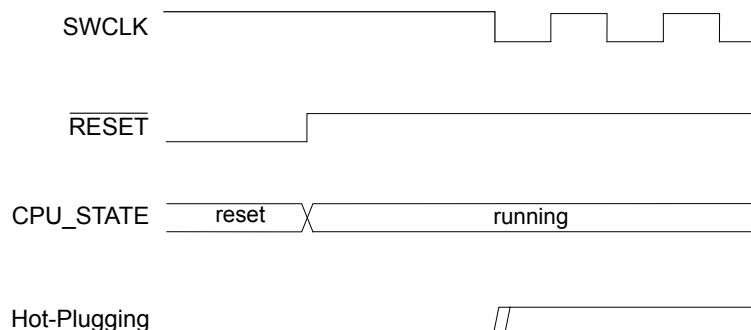 SWCLK
RESET
CPU_STATE reset running
Hot-Plugging